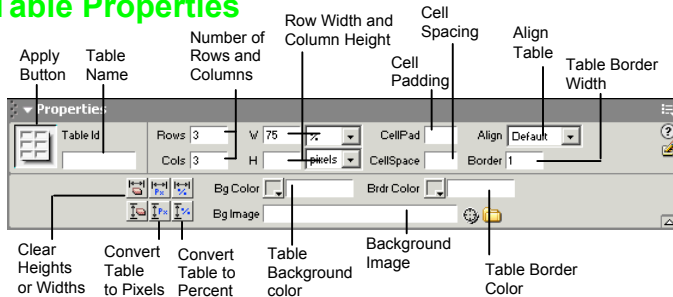 Table Properties
Apply Button
Table Name
Number of Rows and Columns
Row Width and Column Height
Cell Padding
Cell Spacing
Align Table
Table Border Width
Properties
Table Id Rows 3 W 75 % CellPad Align Default
Cols 3 H pixels CellSpace Border 1
Bg Color Brdr Color
Bg Image
Clear Heights or Widths
Convert Table to Pixels
Convert Table to Percent
Table Background color
Background Image
Table Border Color